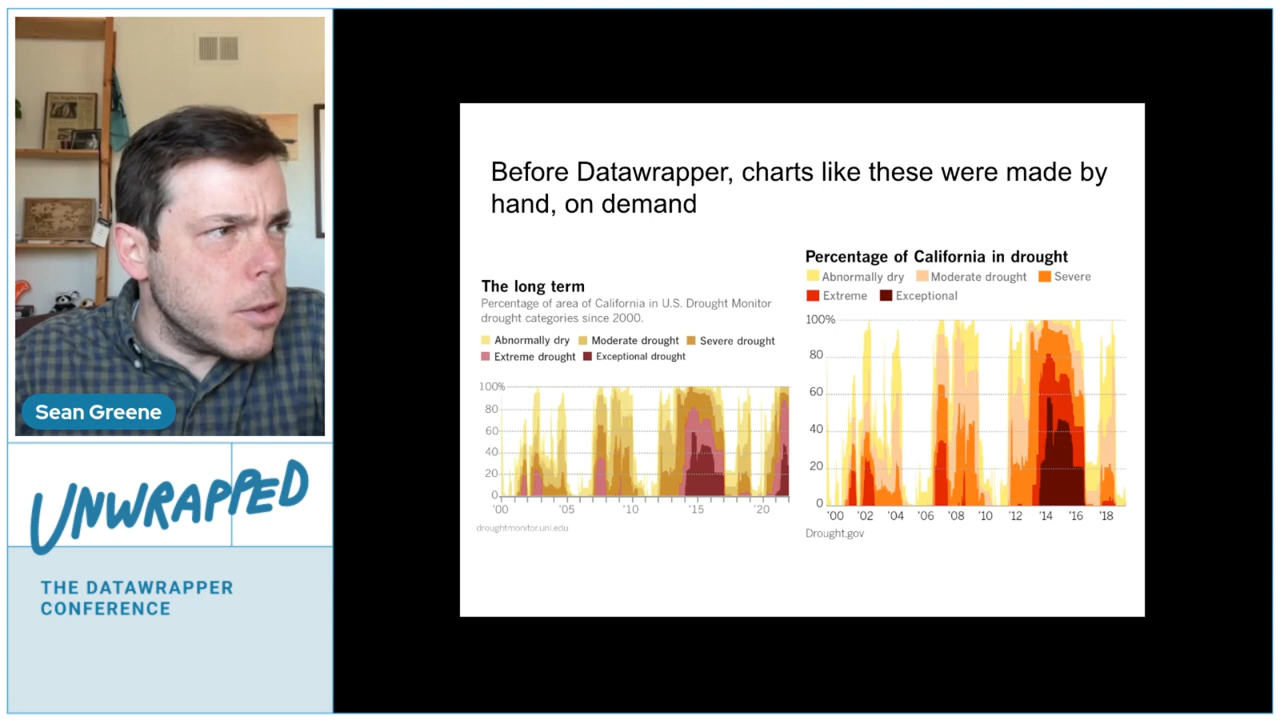 Sean Greene
UNWRAPPED
THE DATAWRAPPER
CONFERENCE
Before Datawrapper, charts like these were made by
hand, on demand
The long term
Percentage of area of California in U.S. Drought Monitor
drought categories since 2000.
Abnormally dry Moderate drought Severe drought
Extreme drought Exceptional drought
100%
80
60
40
20
0
'00 '05 '10 '15 '20
droughtmonitor.unl.edu
Percentage of California in drought
Abnormally dry Moderate drought Severe
Extreme Exceptional
100%
80
60
40
20
0
'00 '02 '04 '06 '08 '10 '12 '14 '16 '18
Drought.gov